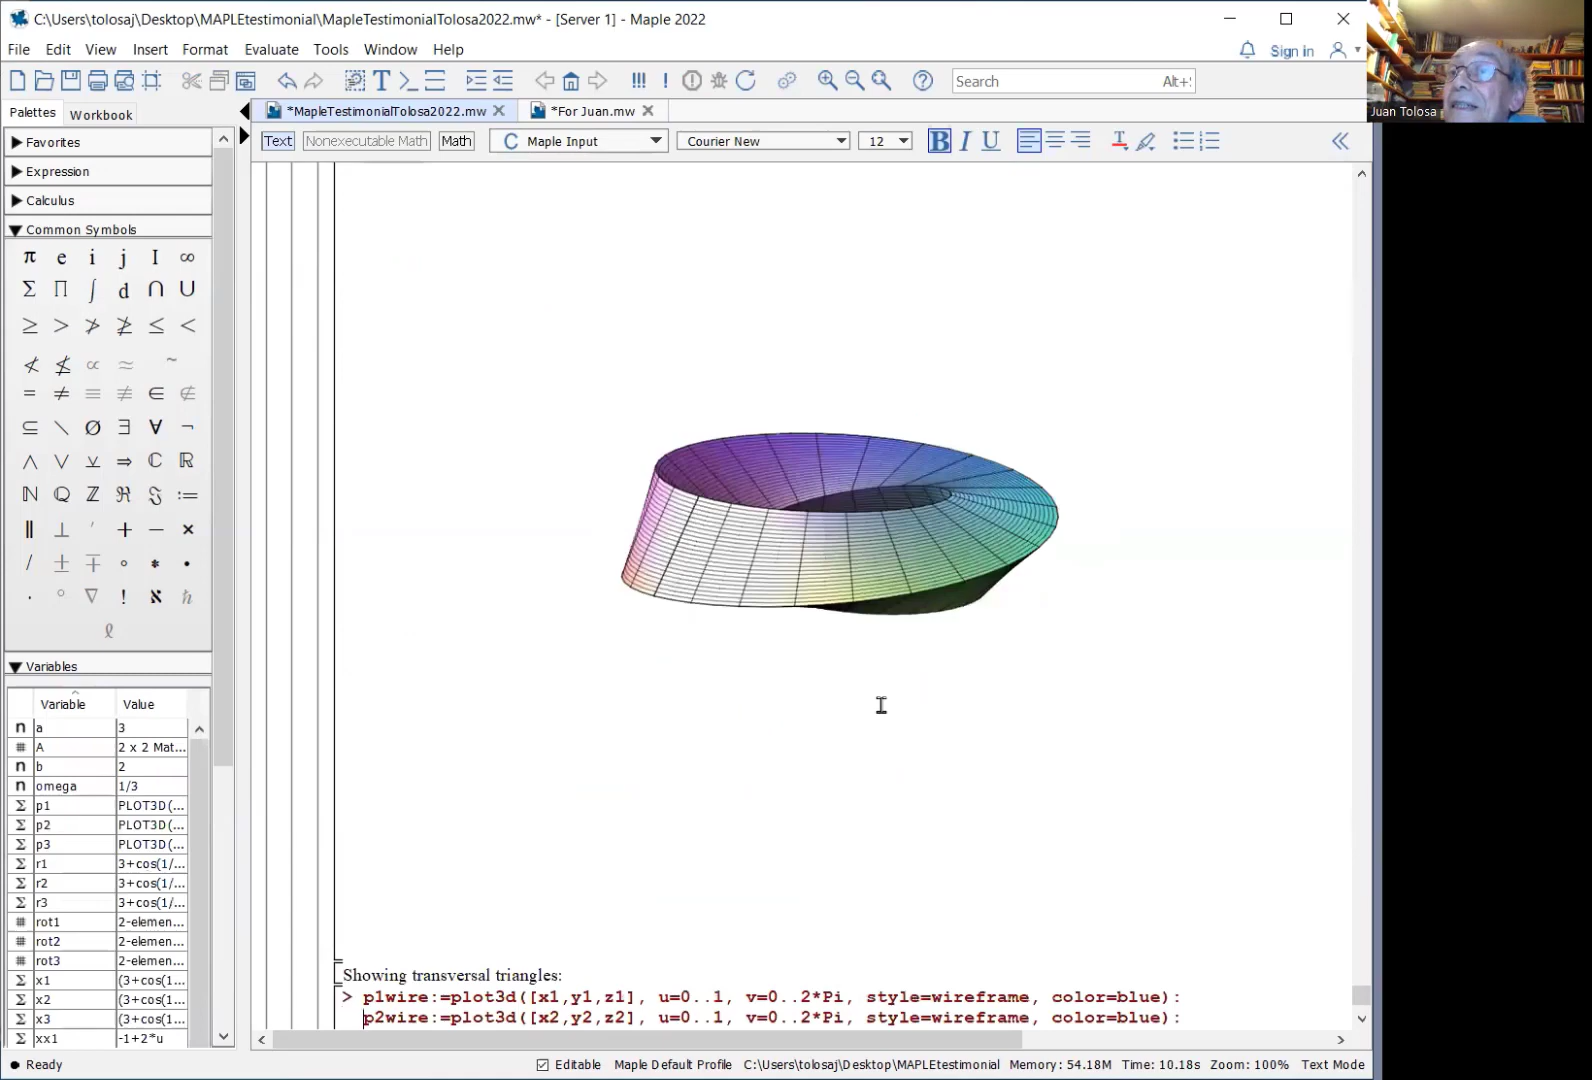 C:\Users\tolosaj\Desktop\MAPLEtestimonial\MapleTestimonialTolosa2022.mw* - [Server 1] - Maple 2022
File Edit View Insert Format Evaluate Tools Window Help
Sign in
Search Alt+S
Juan Tolosa
Palettes Workbook
*MapleTestimonialTolosa2022.mw
*For Juan.mw
Text Nonexecutable Math Math C Maple Input Courier New 12 B I U
Favorites
Expression
Calculus
Common Symbols
π e i j I ∞
Σ Π ∫ d ∩ ∪
≥ > ≯ ≱ ≤ <
≮ ≰ ∝ ≈ ~
= ≠ ≡ ≢ ∈ ∉
⊆ \ Ø ∃ ∀ ¬
∧ ∨ ⊻ ⇒ ℂ ℝ
ℕ ℚ ℤ ℜ ℑ :=
∥ ⊥ ′ + − ×
/ ± ∓ ∘ * •
· ° ∇ ! ℵ ℏ
ℓ
Variables
Variable Value
n a 3
# A 2 x 2 Mat...
n b 2
n omega 1/3
Σ p1 PLOT3D(...
Σ p2 PLOT3D(...
Σ p3 PLOT3D(...
Σ r1 3+cos(1/...
Σ r2 3+cos(1/...
Σ r3 3+cos(1/...
# rot1 2-elemen...
# rot2 2-elemen...
# rot3 2-elemen...
Σ x1 (3+cos(1...
Σ x2 (3+cos(1...
Σ x3 (3+cos(1...
Σ xx1 -1+2*u
Showing transversal triangles:
> p1wire:=plot3d([x1,y1,z1], u=0..1, v=0..2*Pi, style=wireframe, color=blue):
p2wire:=plot3d([x2,y2,z2], u=0..1, v=0..2*Pi, style=wireframe, color=blue):
Ready
Editable Maple Default Profile C:\Users\tolosaj\Desktop\MAPLEtestimonial Memory: 54.18M Time: 10.18s Zoom: 100% Text Mode